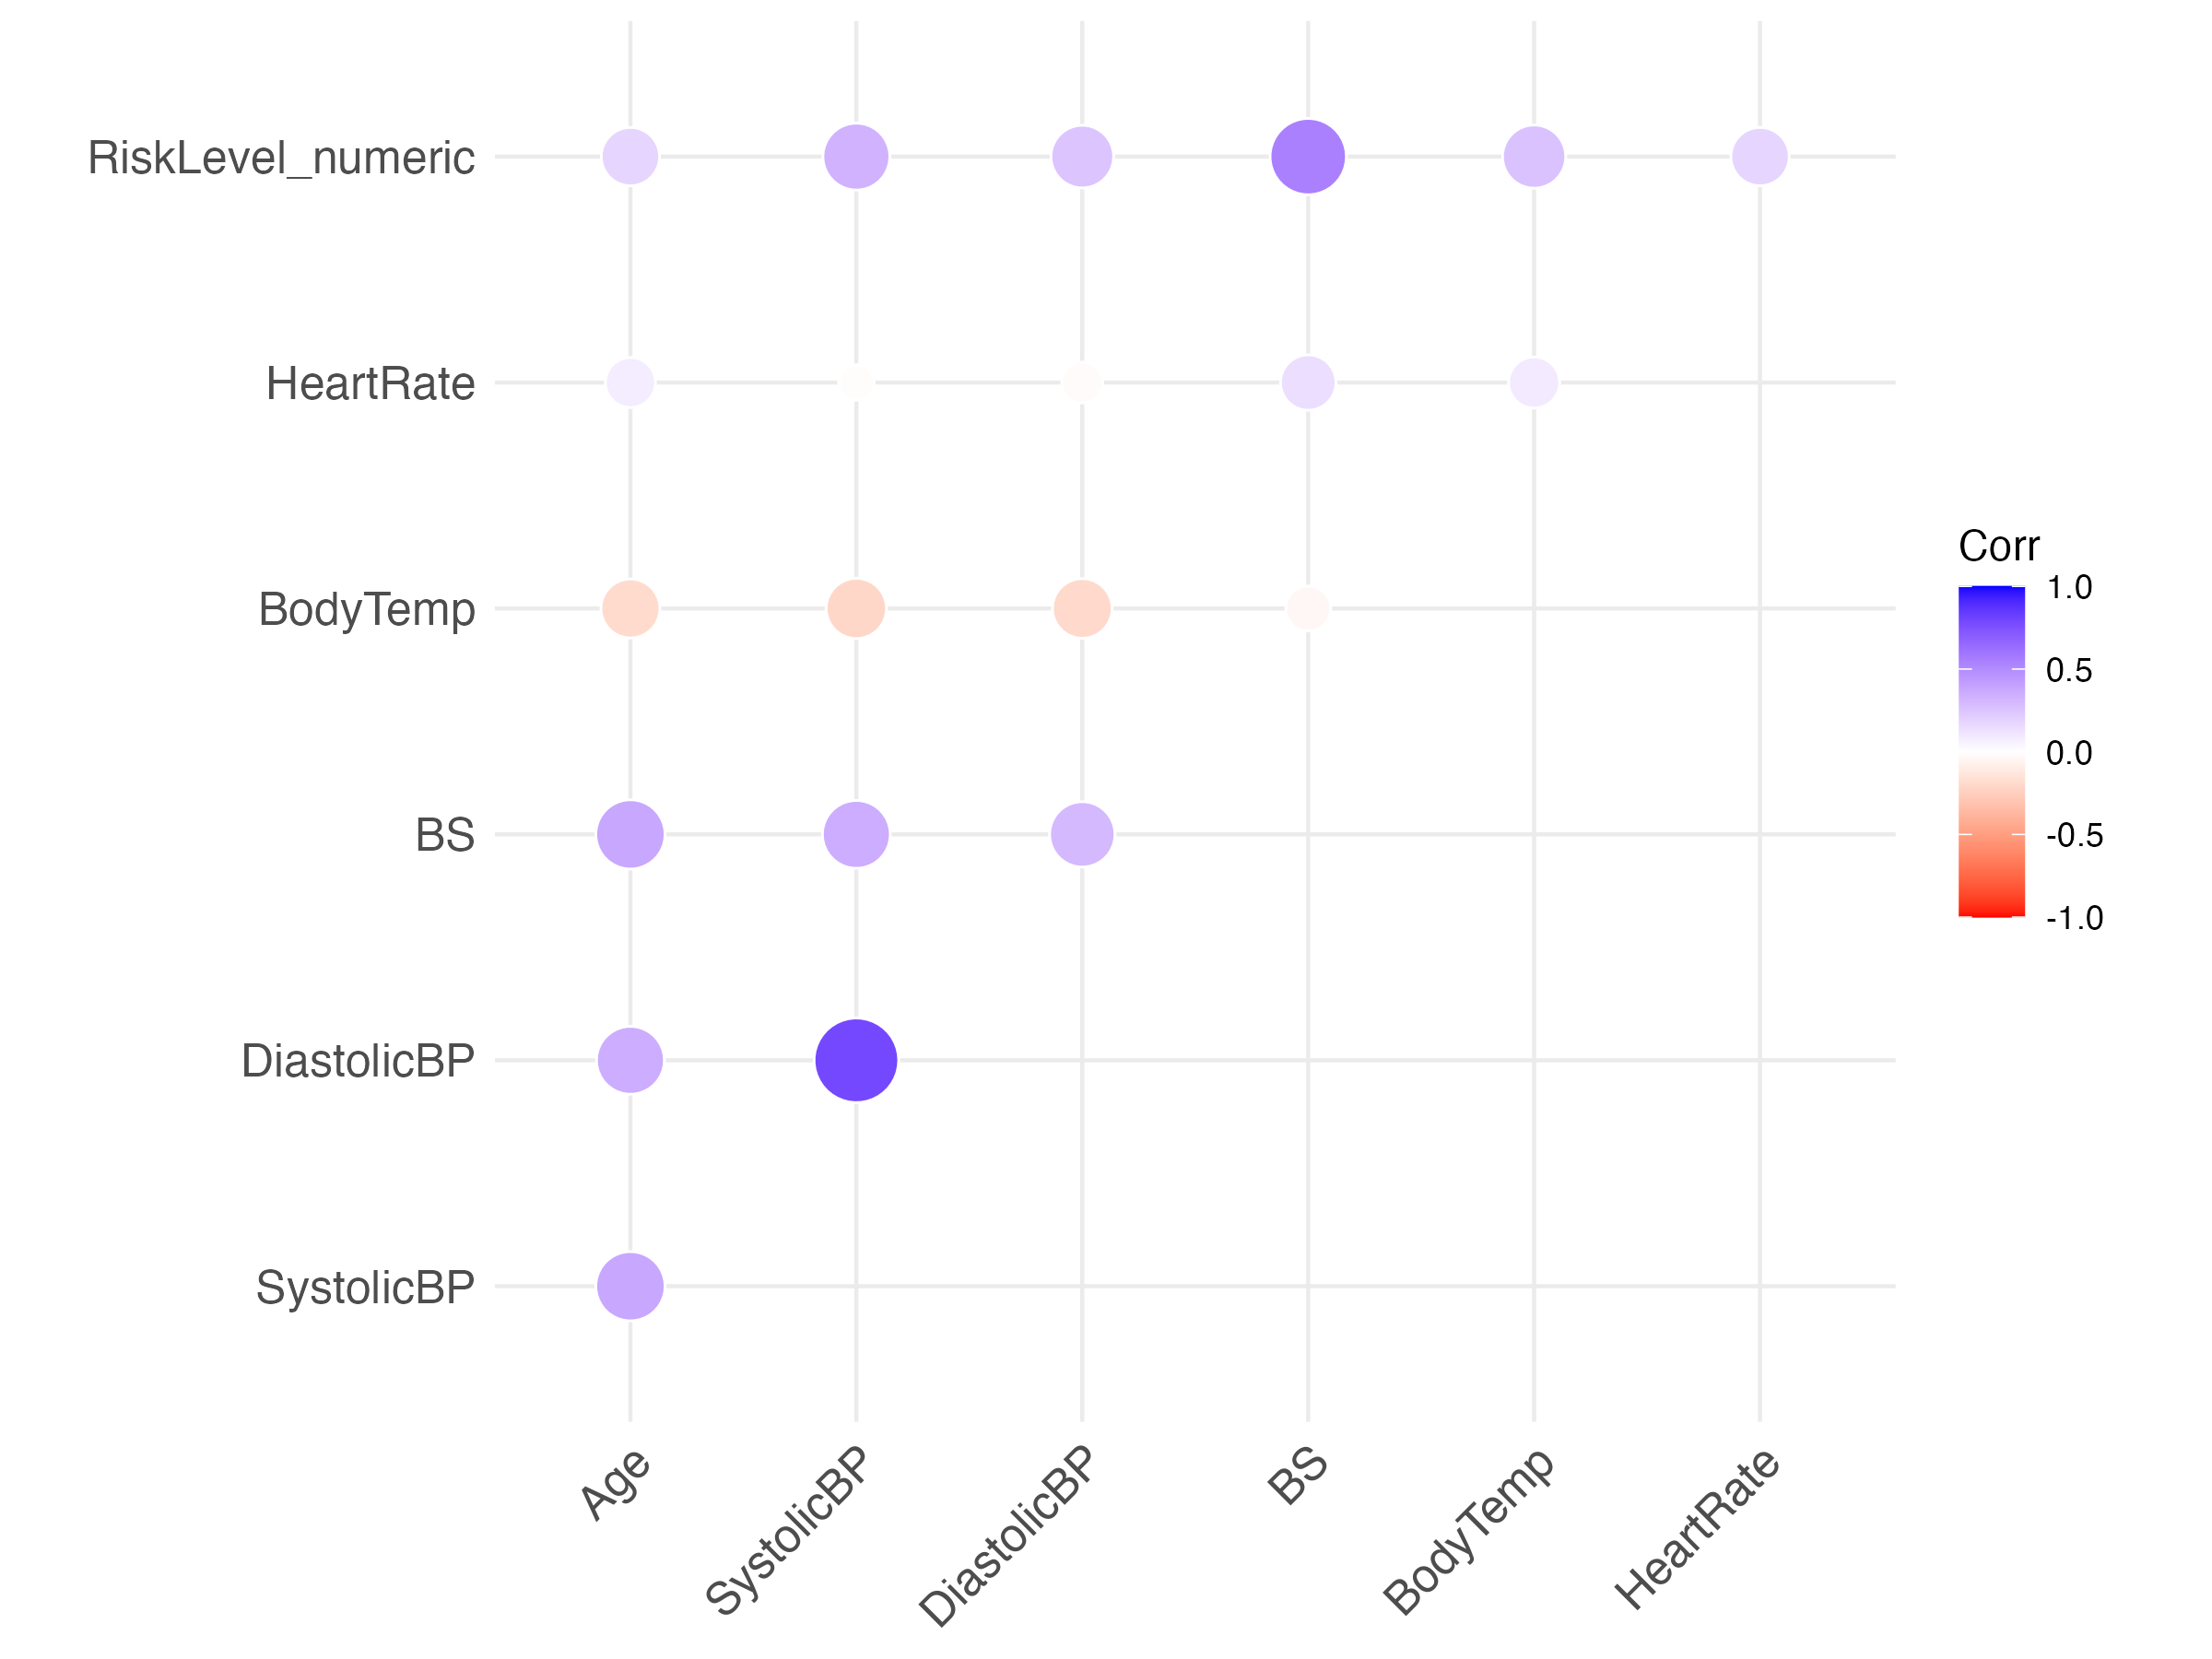 RiskLevel_numeric
HeartRate
BodyTemp
BS
DiastolicBP
SystolicBP
Age
SystolicBP
DiastolicBP
BS
BodyTemp
HeartRate
Corr
1.0
0.5
0.0
-0.5
-1.0